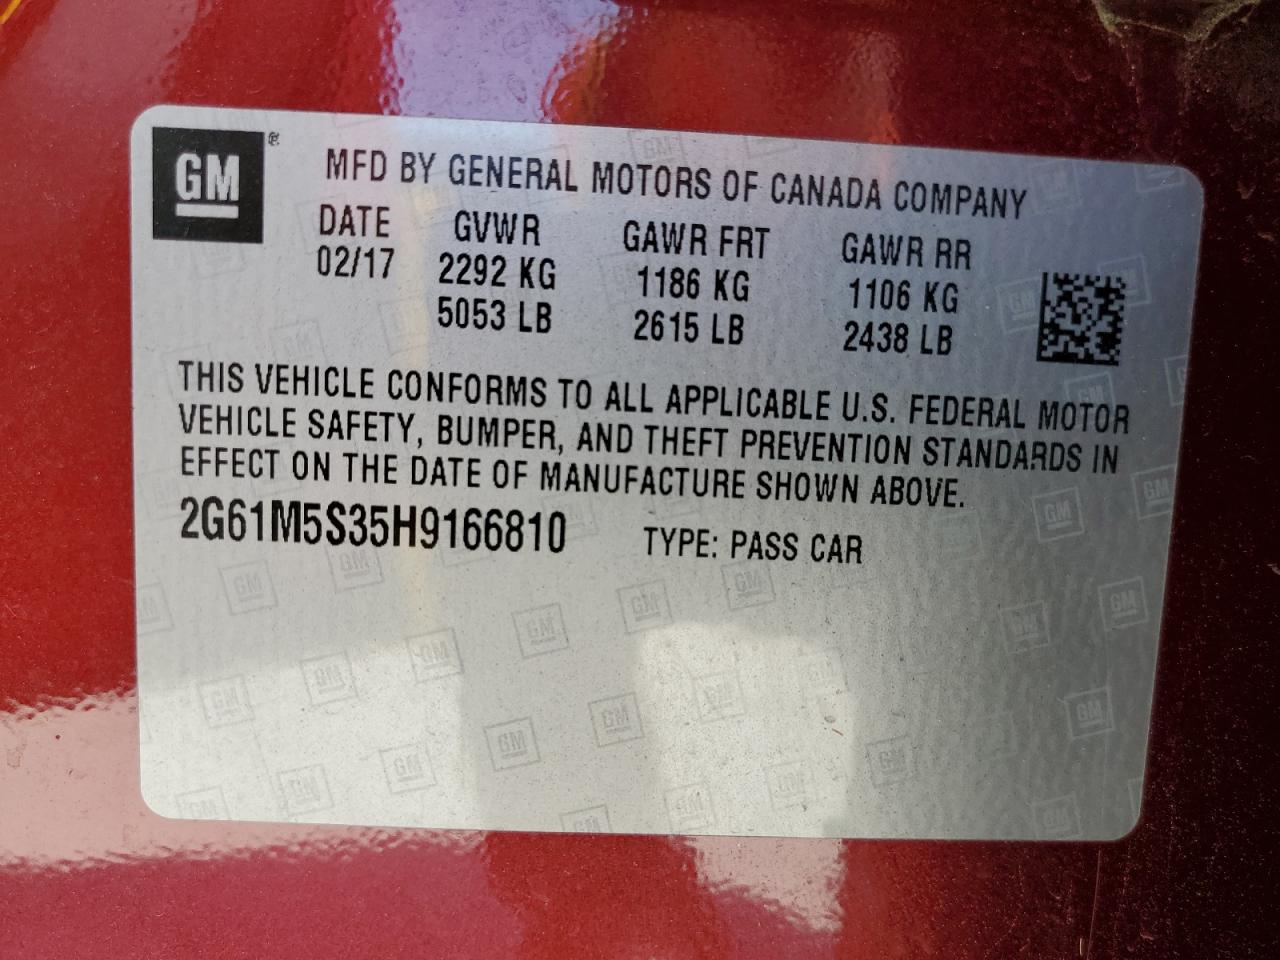 GM
MFD BY GENERAL MOTORS OF CANADA COMPANY
DATE GVWR GAWR FRT GAWR RR
02/17 2292 KG 1186 KG 1106 KG
5053 LB 2615 LB 2438 LB
THIS VEHICLE CONFORMS TO ALL APPLICABLE U.S. FEDERAL MOTOR
VEHICLE SAFETY, BUMPER, AND THEFT PREVENTION STANDARDS IN
EFFECT ON THE DATE OF MANUFACTURE SHOWN ABOVE.
2G61M5S35H9166810 TYPE: PASS CAR